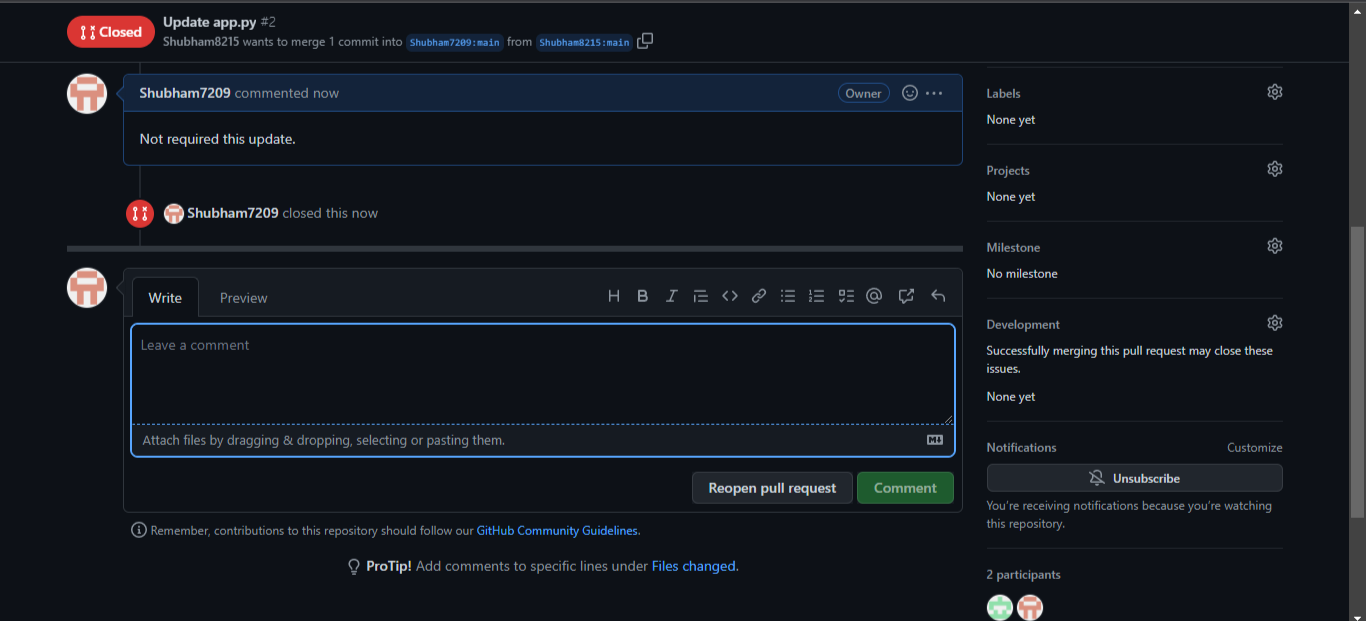 Closed
Update app.py #2
Shubham8215 wants to merge 1 commit into Shubham7209:main from Shubham8215:main
Shubham7209 commented now
Owner
Not required this update.
Shubham7209 closed this now
Write
Preview
Leave a comment
Attach files by dragging & dropping, selecting or pasting them.
Reopen pull request
Comment
Remember, contributions to this repository should follow our GitHub Community Guidelines.
ProTip! Add comments to specific lines under Files changed.
Labels
None yet
Projects
None yet
Milestone
No milestone
Development
Successfully merging this pull request may close these
issues.
None yet
Notifications
Customize
Unsubscribe
You're receiving notifications because you're watching
this repository.
2 participants